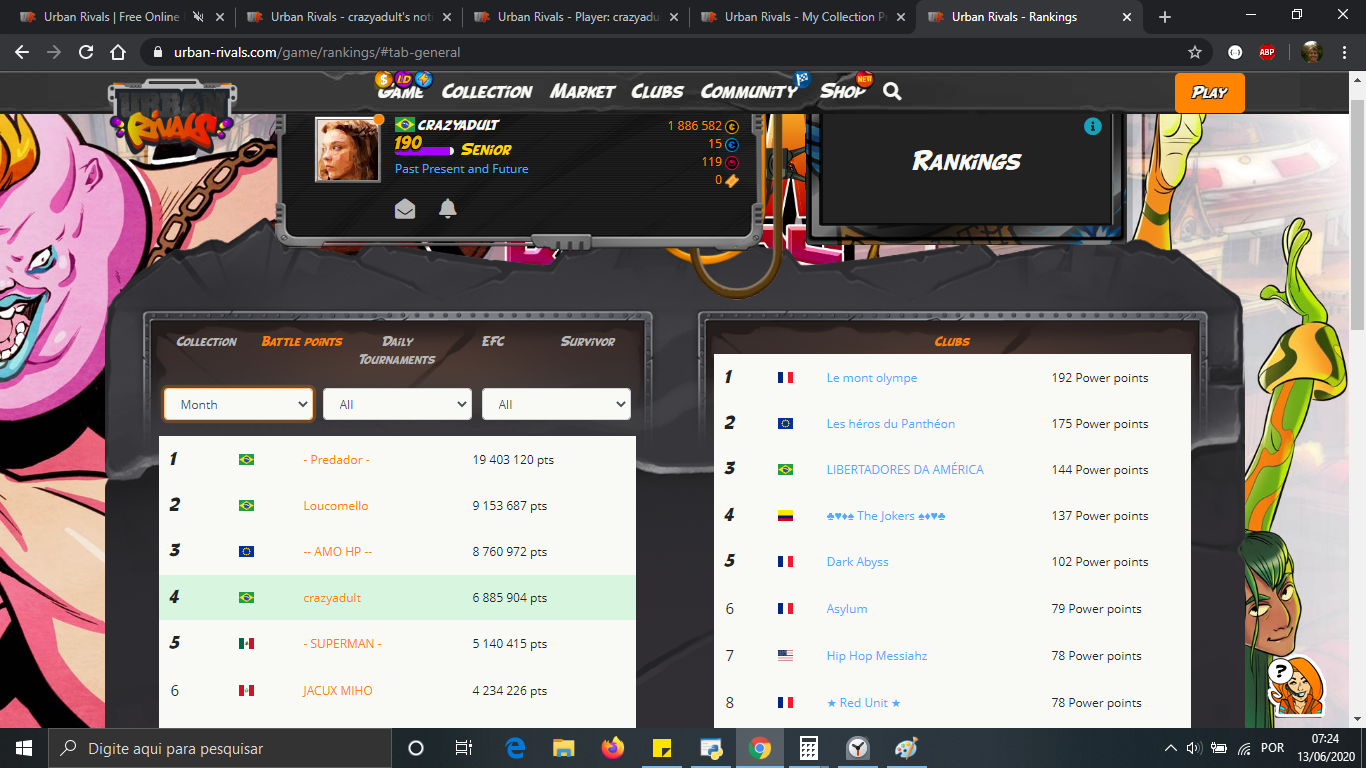 Urban Rivals | Free Online
Urban Rivals - crazyadult's noti
Urban Rivals - Player: crazyadu
Urban Rivals - My Collection Pr
Urban Rivals - Rankings
urban-rivals.com/game/rankings/#tab-general
ABP
URBAN RIVALS
GAME
LD
COLLECTION
MARKET
CLUBS
COMMUNITY
SHOP
NEW
PLAY
CRAZYADULT
190
SENIOR
Past Present and Future
1 886 582
15
119
0
RANKINGS
COLLECTION
BATTLE POINTS
DAILY TOURNAMENTS
EFC
SURVIVOR
Month
All
All
1 - Predador - 19 403 120 pts
2 Loucomello 9 153 687 pts
3 -- AMO HP -- 8 760 972 pts
4 crazyadult 6 885 904 pts
5 - SUPERMAN - 5 140 415 pts
6 JACUX MIHO 4 234 226 pts
CLUBS
1 Le mont olympe 192 Power points
2 Les héros du Panthéon 175 Power points
3 LIBERTADORES DA AMÉRICA 144 Power points
4 ♣♥♦♠ The Jokers ♠♦♥♣ 137 Power points
5 Dark Abyss 102 Power points
6 Asylum 79 Power points
7 Hip Hop Messiahz 78 Power points
8 ★ Red Unit ★ 78 Power points
?
Digite aqui para pesquisar
POR
07:24
13/06/2020